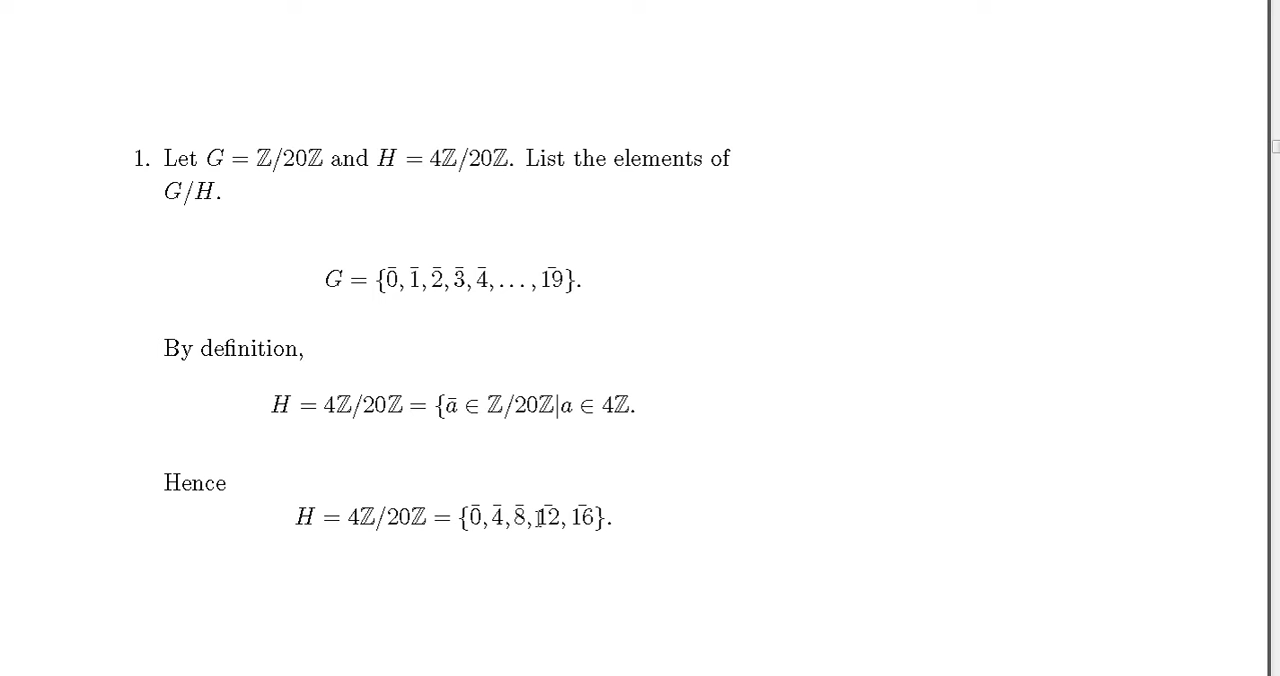 1. Let G = ℤ/20ℤ and H = 4ℤ/20ℤ. List the elements of
G/H.
G = {0̄, 1̄, 2̄, 3̄, 4̄, . . . , 1̄9}.
By definition,
H = 4ℤ/20ℤ = {ā ∈ ℤ/20ℤ|a ∈ 4ℤ.
Hence
H = 4ℤ/20ℤ = {0̄, 4̄, 8̄, 1̄2, 1̄6}.